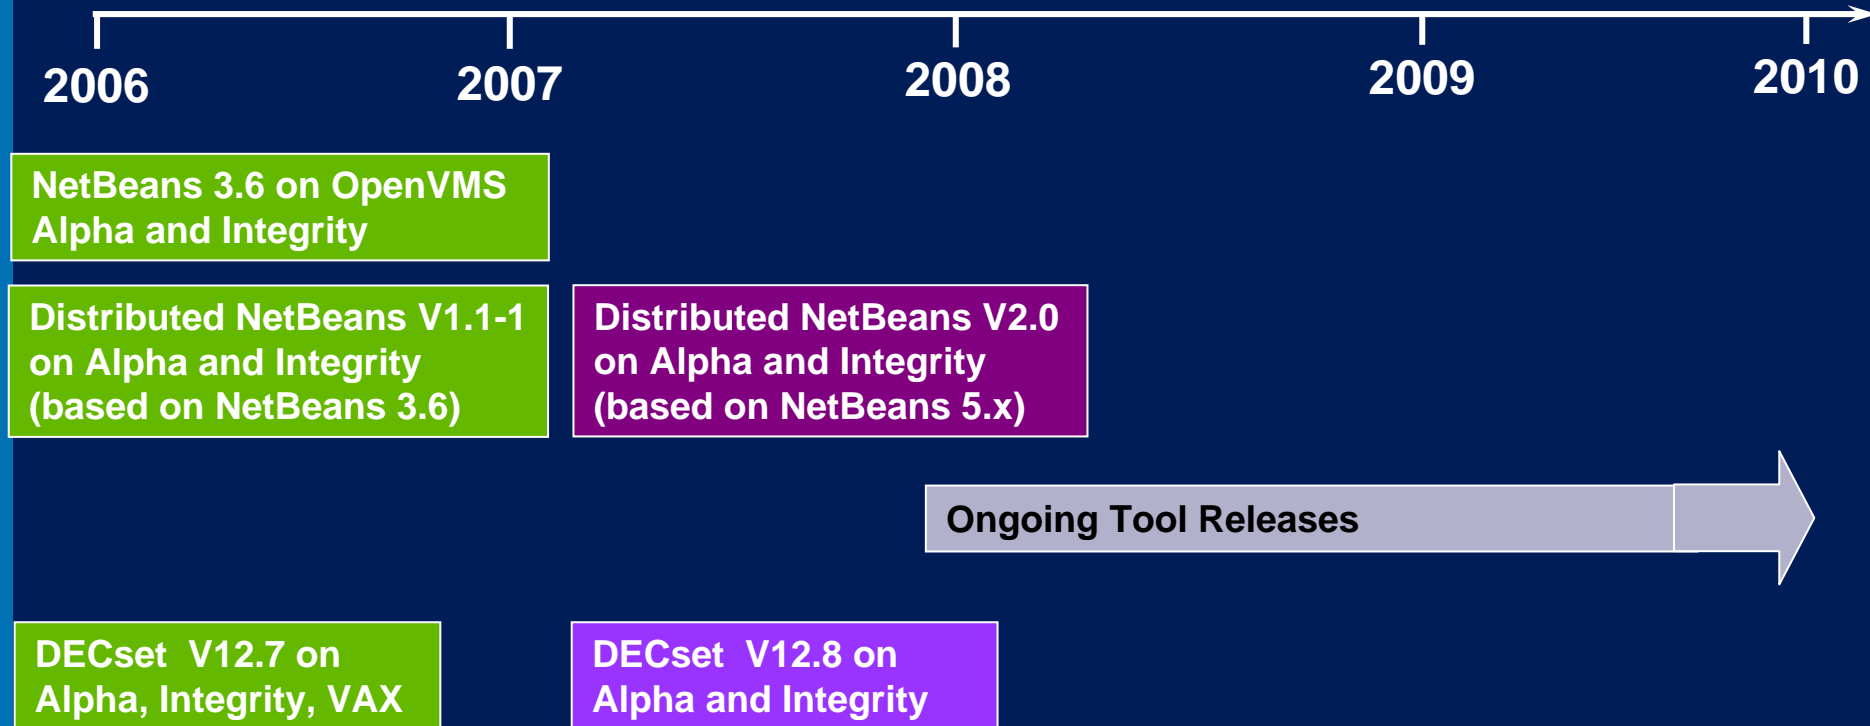 2006 2007 2008 2009 2010
NetBeans 3.6 on OpenVMS
Alpha and Integrity
Distributed NetBeans V1.1-1
on Alpha and Integrity
(based on NetBeans 3.6)
Distributed NetBeans V2.0
on Alpha and Integrity
(based on NetBeans 5.x)
Ongoing Tool Releases
DECset V12.7 on
Alpha, Integrity, VAX
DECset V12.8 on
Alpha and Integrity